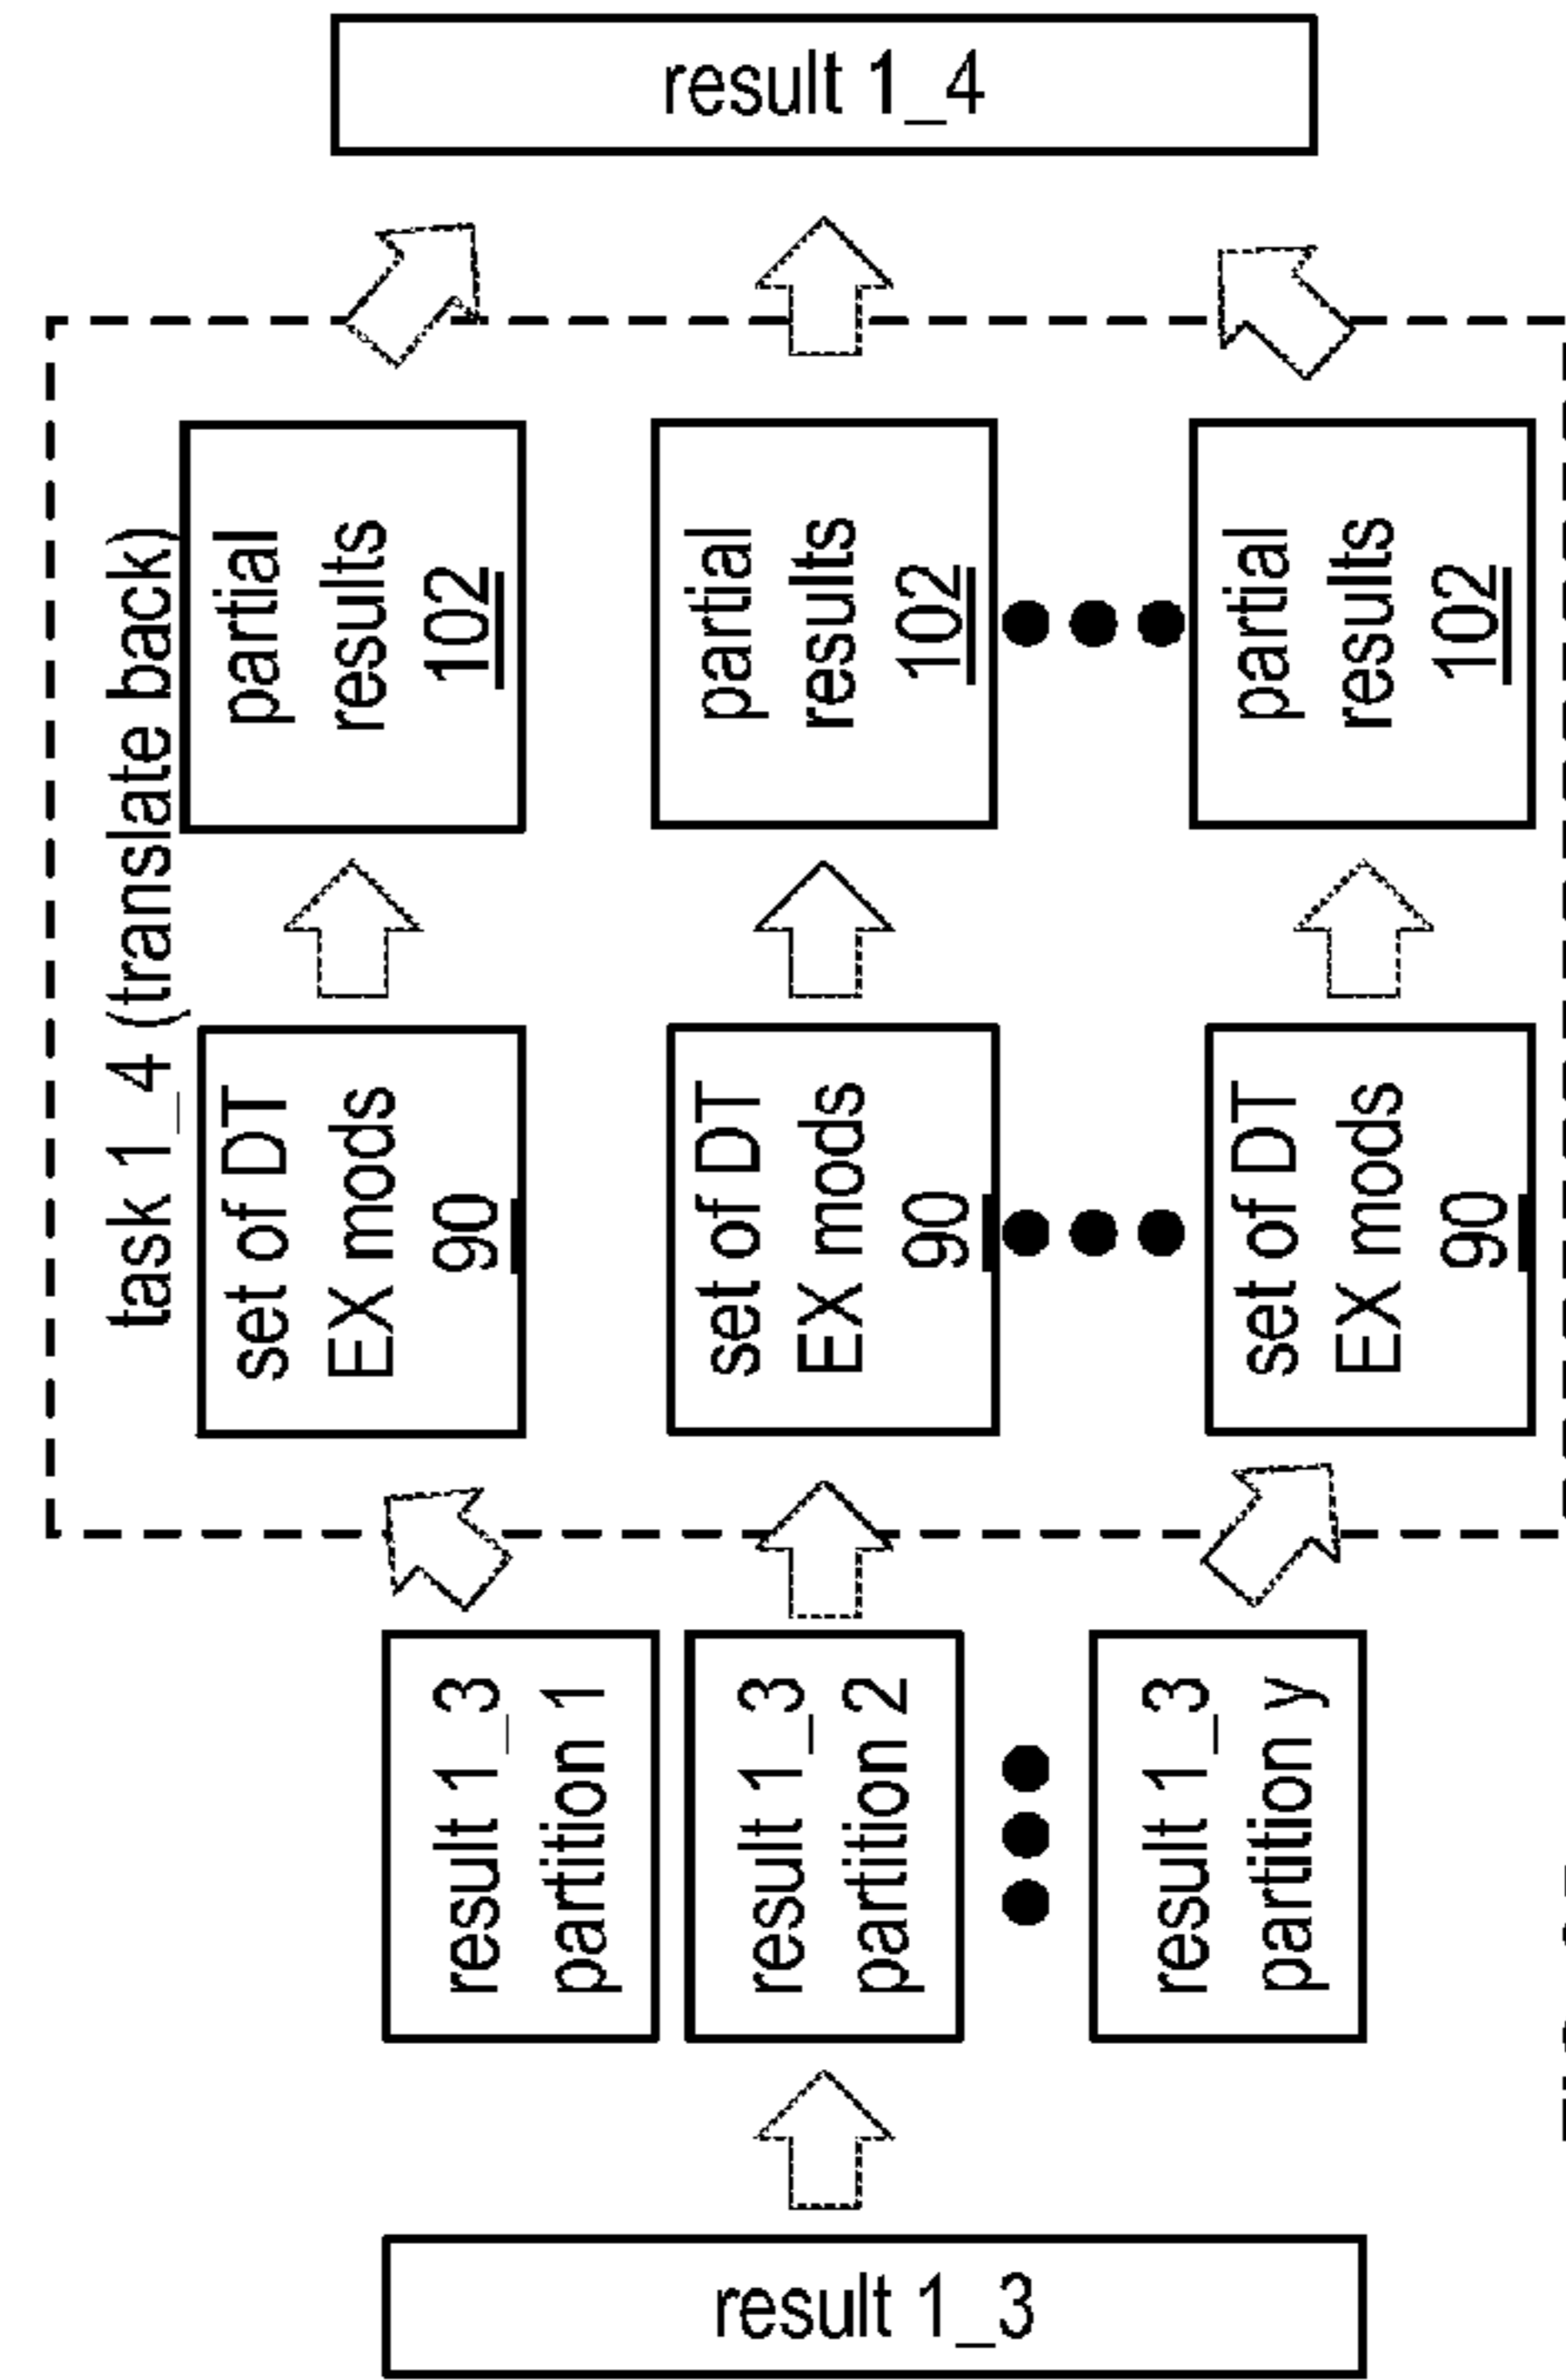 result 1_4
task 1_4 (translate back)
partial
results
102
partial
results
102
partial
results
102
set of DT
EX mods
90
set of DT
EX mods
90
set of DT
EX mods
90
result 1_3
partition 1
result 1_3
partition 2
result 1_3
partition y
result 1_3